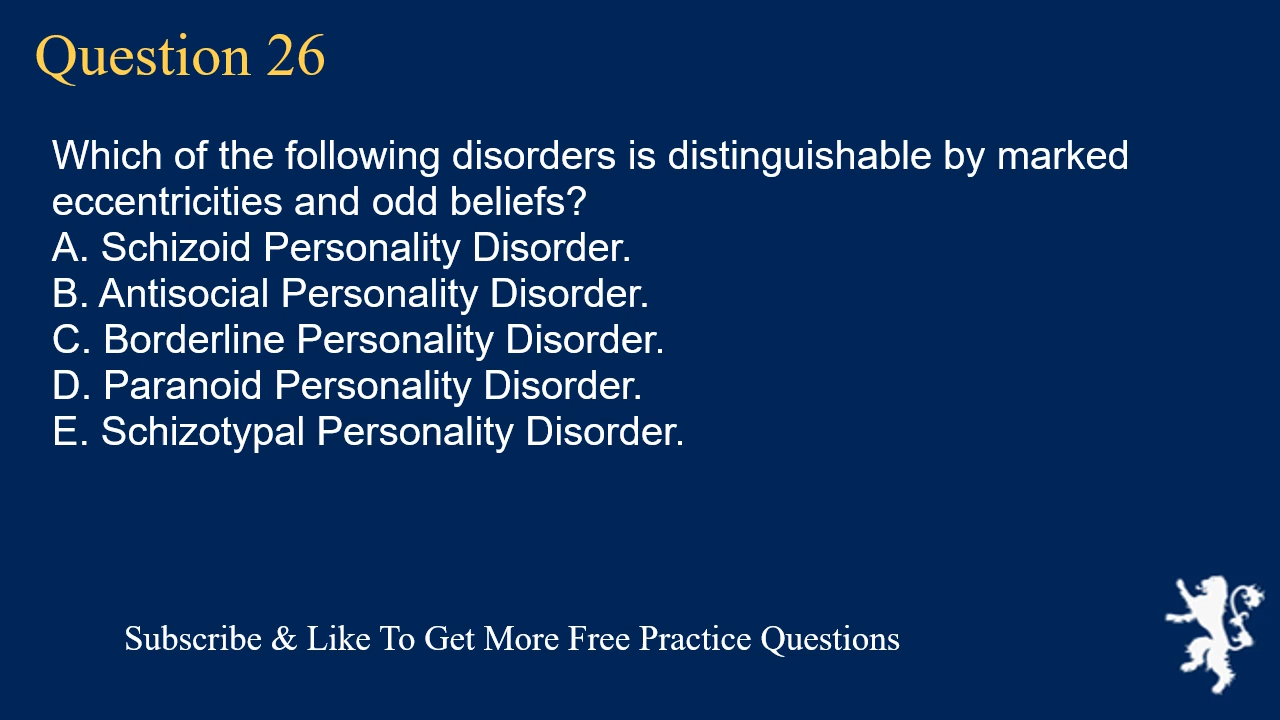 Question 26
Which of the following disorders is distinguishable by marked
eccentricities and odd beliefs?
A. Schizoid Personality Disorder.
B. Antisocial Personality Disorder.
C. Borderline Personality Disorder.
D. Paranoid Personality Disorder.
E. Schizotypal Personality Disorder.
Subscribe & Like To Get More Free Practice Questions